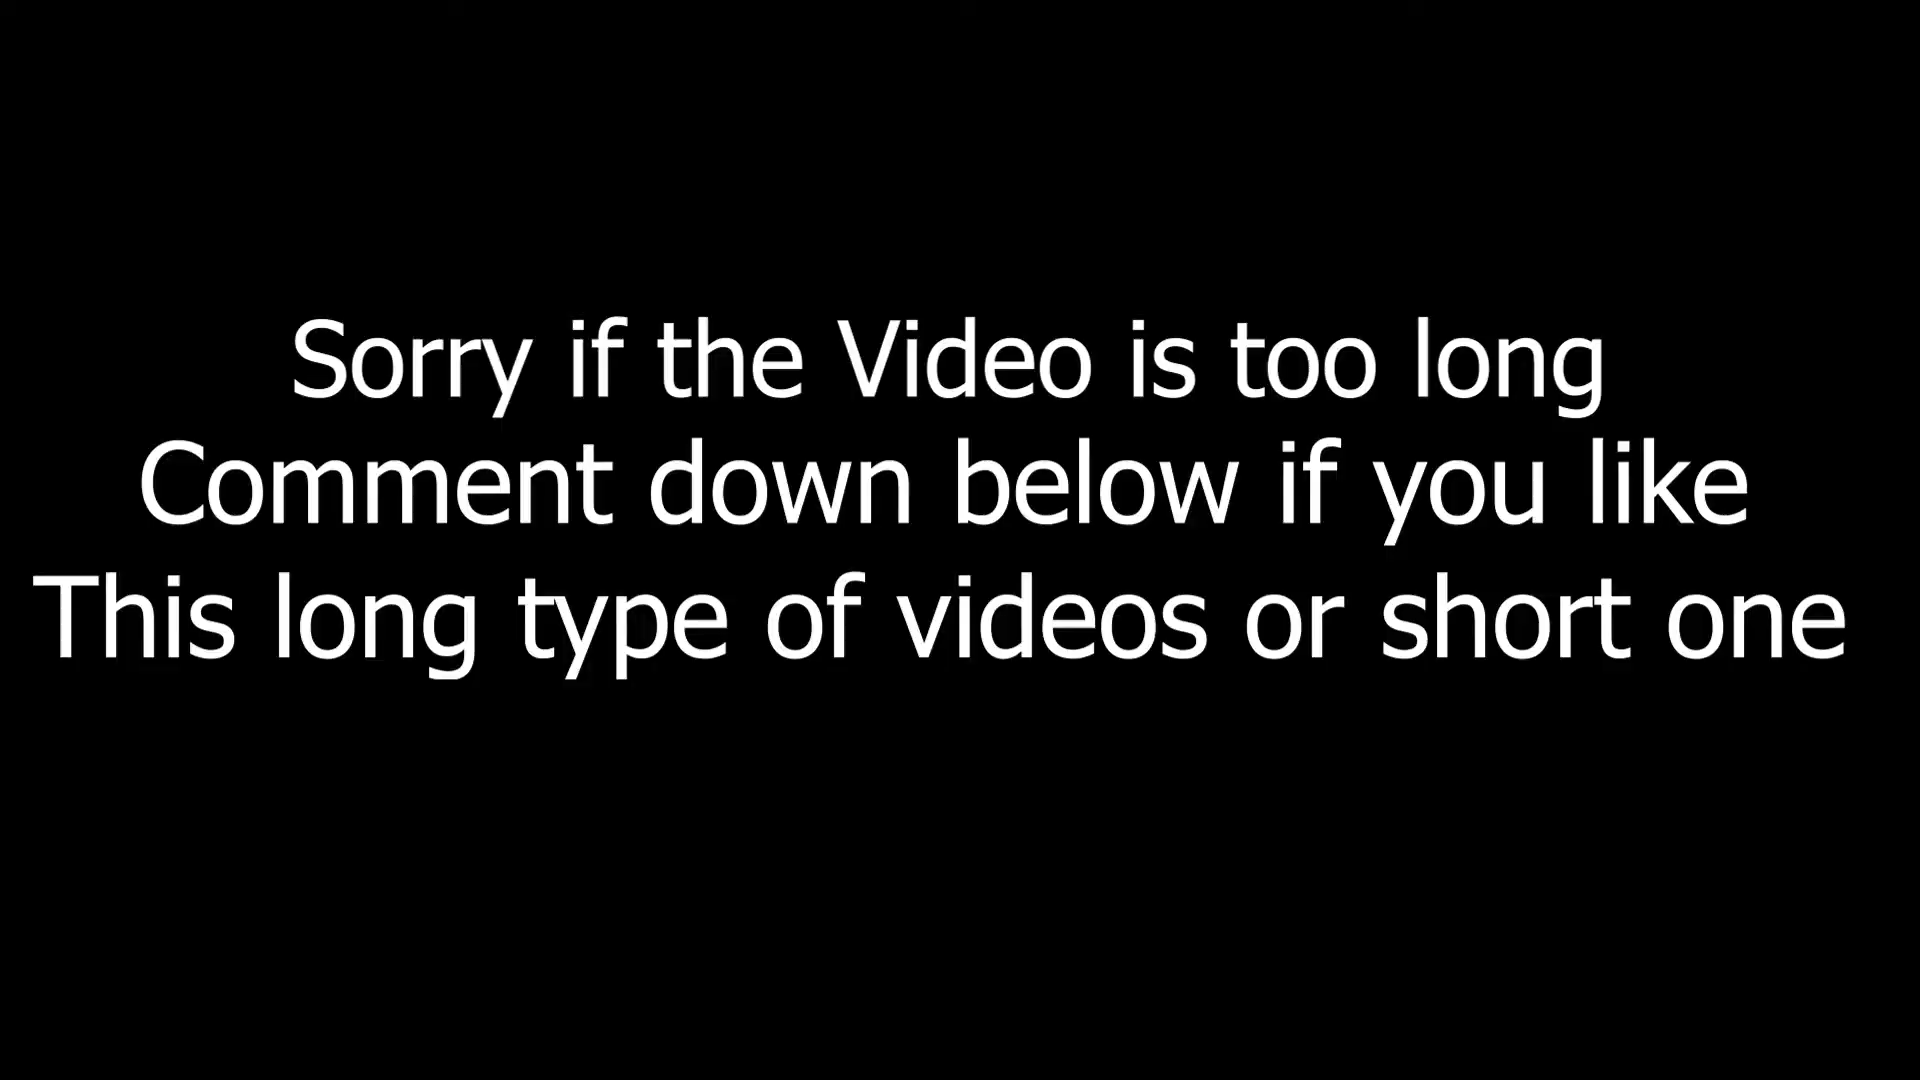 Sorry if the Video is too long
Comment down below if you like
This long type of videos or short one